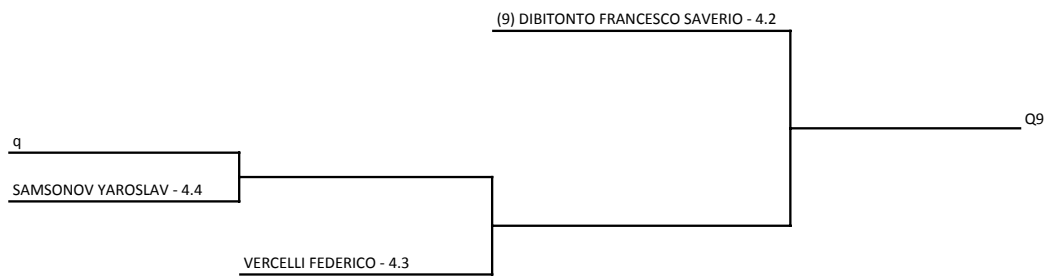 (9) DIBITONTO FRANCESCO SAVERIO - 4.2
Q9
q
SAMSONOV YAROSLAV - 4.4
VERCELLI FEDERICO - 4.3